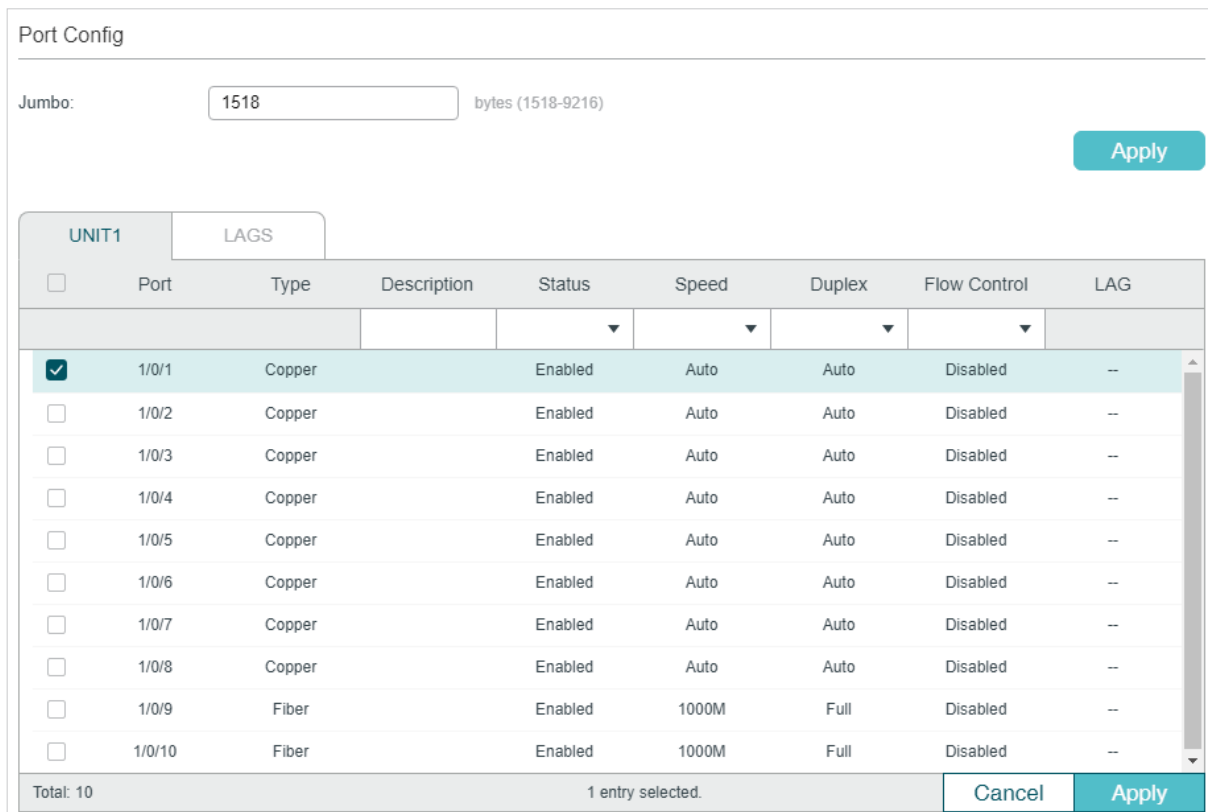 Port Config
Jumbo: 1518 bytes (1518-9216)
Apply
UNIT1 LAGS
Port Type Description Status Speed Duplex Flow Control LAG
1/0/1 Copper Enabled Auto Auto Disabled --
1/0/2 Copper Enabled Auto Auto Disabled --
1/0/3 Copper Enabled Auto Auto Disabled --
1/0/4 Copper Enabled Auto Auto Disabled --
1/0/5 Copper Enabled Auto Auto Disabled --
1/0/6 Copper Enabled Auto Auto Disabled --
1/0/7 Copper Enabled Auto Auto Disabled --
1/0/8 Copper Enabled Auto Auto Disabled --
1/0/9 Fiber Enabled 1000M Full Disabled --
1/0/10 Fiber Enabled 1000M Full Disabled --
Total: 10 1 entry selected. Cancel Apply